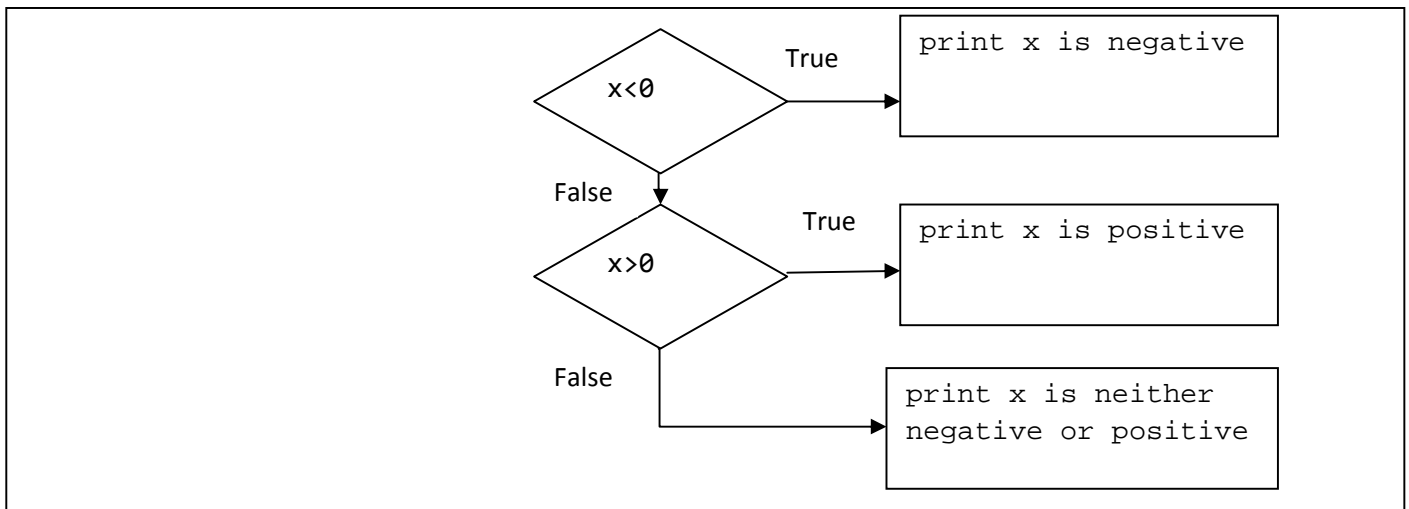 x<0
True
print x is negative
False
x>0
True
print x is positive
False
print x is neither
negative or positive